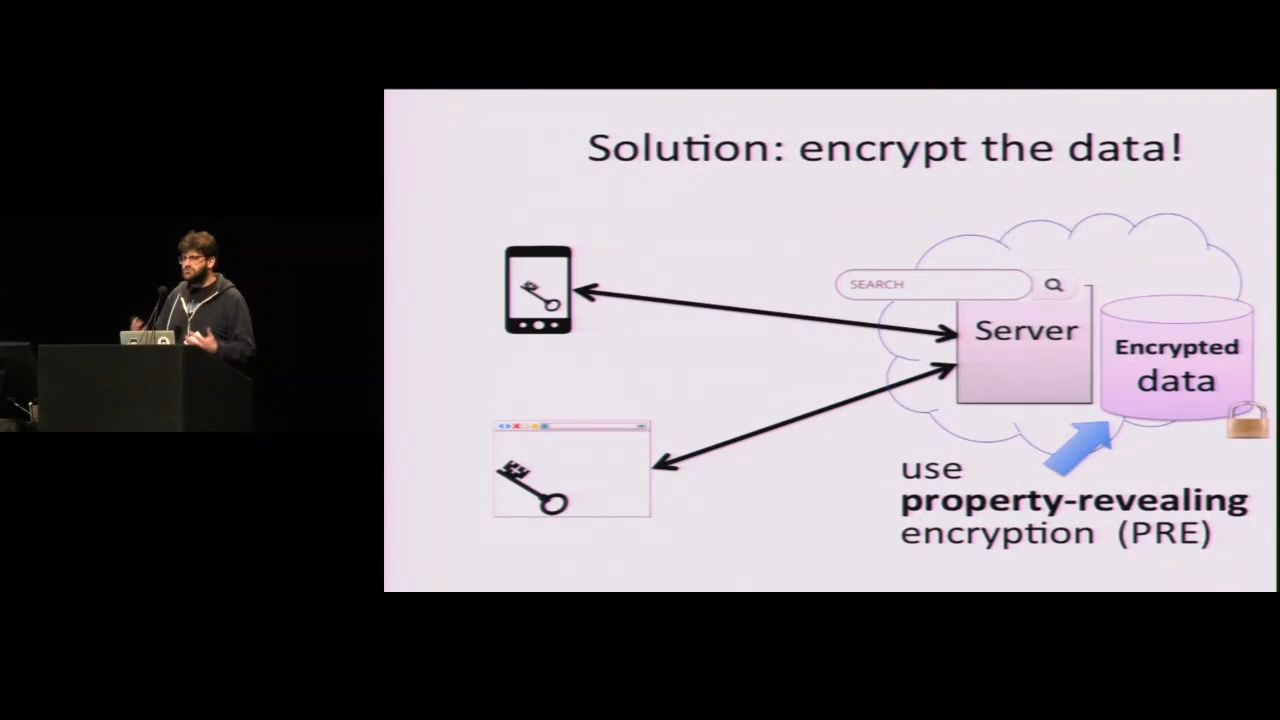 Solution: encrypt the data!
SEARCH
Server
Encrypted
data
use
property-revealing
encryption (PRE)